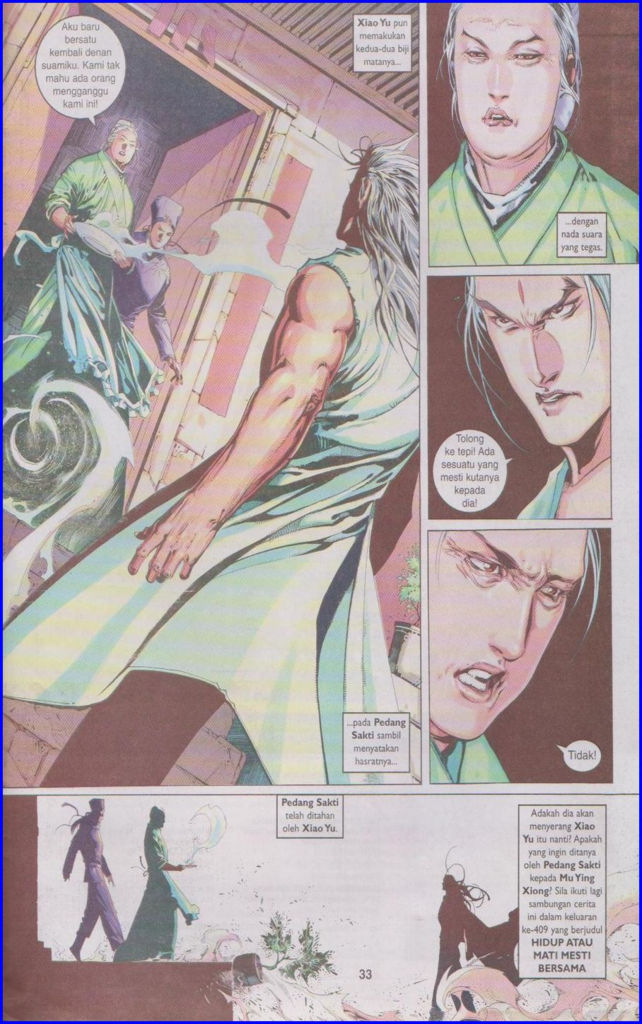 Aku baru
bersatu
kembali denan
suamiku. Kami tak
mahu ada orang
mengganggu
kami ini!
Xiao Yu pun
memakukan
kedua-dua biji
matanya...
...pada Pedang
Sakti sambil
menyatakan
hasratnya...
...dengan
nada suara
yang tegas.
Tolong
ke tepi! Ada
sesuatu yang
mesti kutanya
kepada
dia!
Tidak!
Pedang Sakti
telah ditahan
oleh Xiao Yu.
Adakah dia akan
menyerang Xiao
Yu itu nanti? Apakah
yang ingin ditanya
oleh Pedang Sakti
kepada Mu Ying
Xiong? Sila ikuti lagi
sambungan cerita
ini dalam keluaran
ke-409 yang berjudul
HIDUP ATAU
MATI MESTI
BERSAMA
33